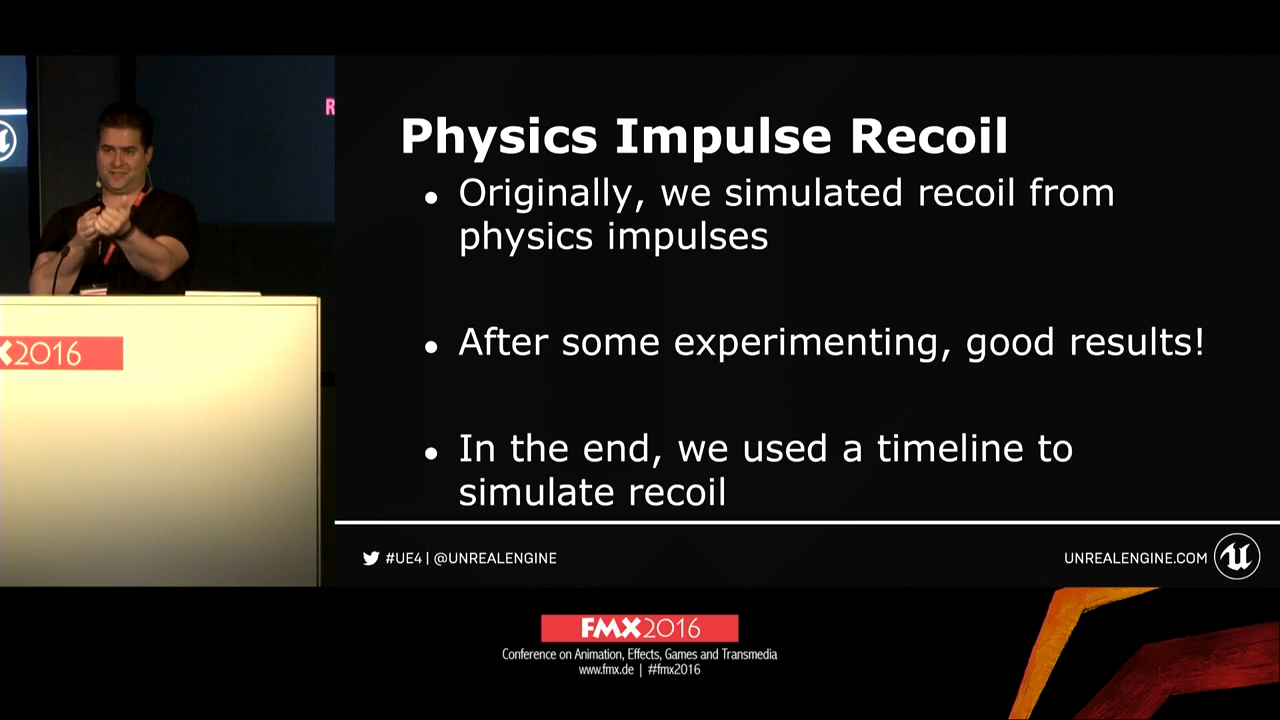 R
Physics Impulse Recoil
Originally, we simulated recoil from
physics impulses
After some experimenting, good results!
In the end, we used a timeline to
simulate recoil
X2016
#UE4 | @UNREALENGINE
UNREALENGINE.COM
FMX2016
Conference on Animation, Effects, Games and Transmedia
www.fmx.de | #fmx2016